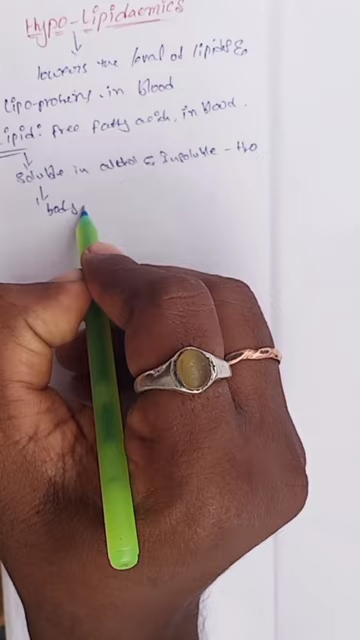 Hypo-Lipidaemics
lowers the level of lipids &
Lipo-proteins in blood
Lipid: free fatty acid, in blood.
Soluble in alcohol & Insoluble - H₂O
body